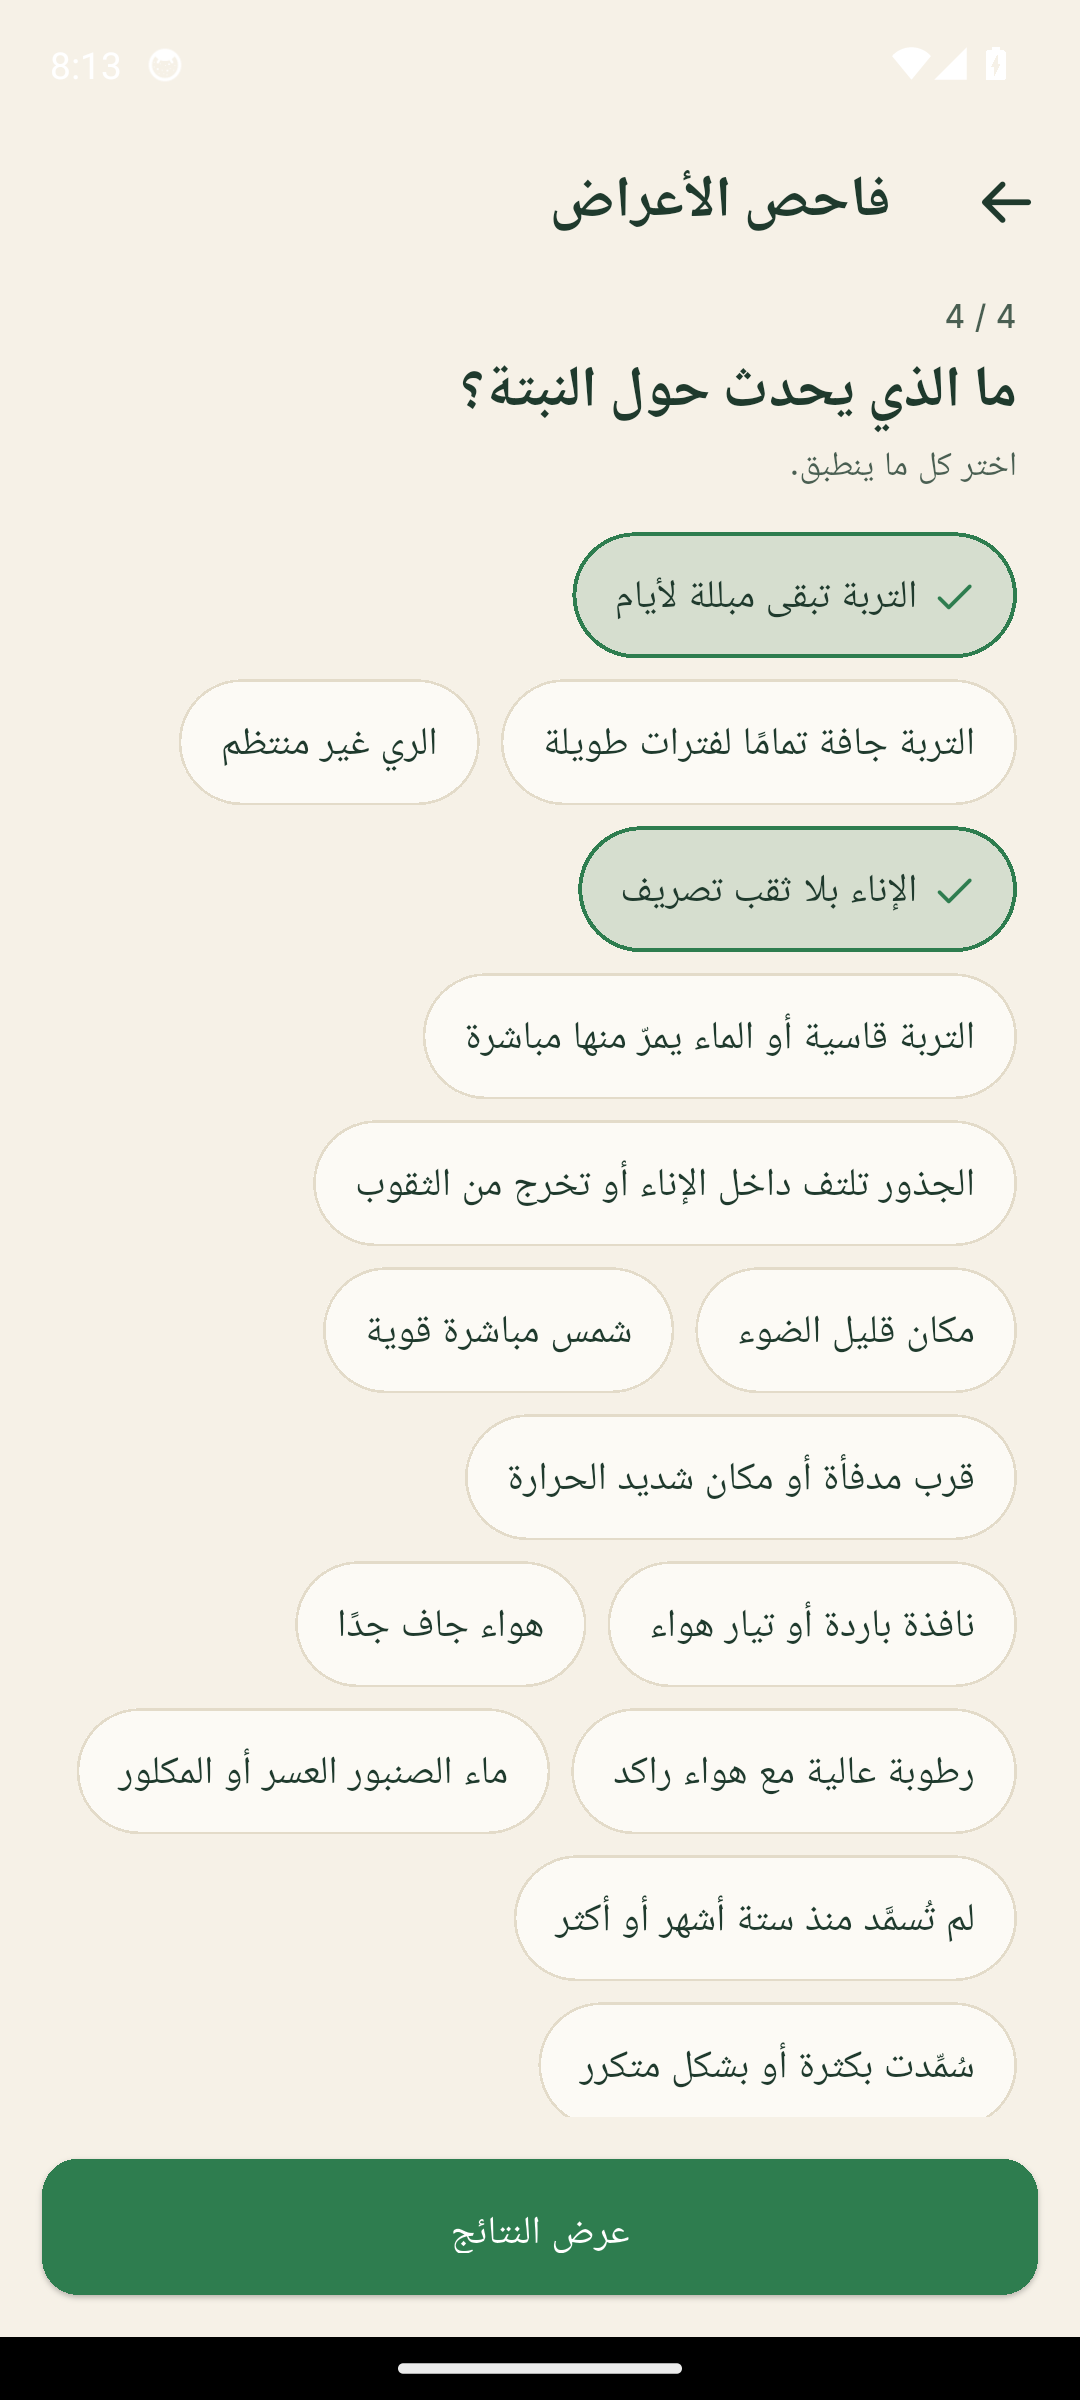 8:13
فاحص الأعراض
4 / 4
ما الذي يحدث حول النبتة؟
اختر كل ما ينطبق.
التربة تبقى مبللة لأيام
التربة جافة تمامًا لفترات طويلة
الري غير منتظم
الإناء بلا ثقب تصريف
التربة قاسية أو الماء يمرّ منها مباشرة
الجذور تلتف داخل الإناء أو تخرج من الثقوب
مكان قليل الضوء
شمس مباشرة قوية
قرب مدفأة أو مكان شديد الحرارة
نافذة باردة أو تيار هواء
هواء جاف جدًا
رطوبة عالية مع هواء راكد
ماء الصنبور العسر أو المكلور
لم تُسمَّد منذ ستة أشهر أو أكثر
سُمِّدت بكثرة أو بشكل متكرر
عرض النتائج